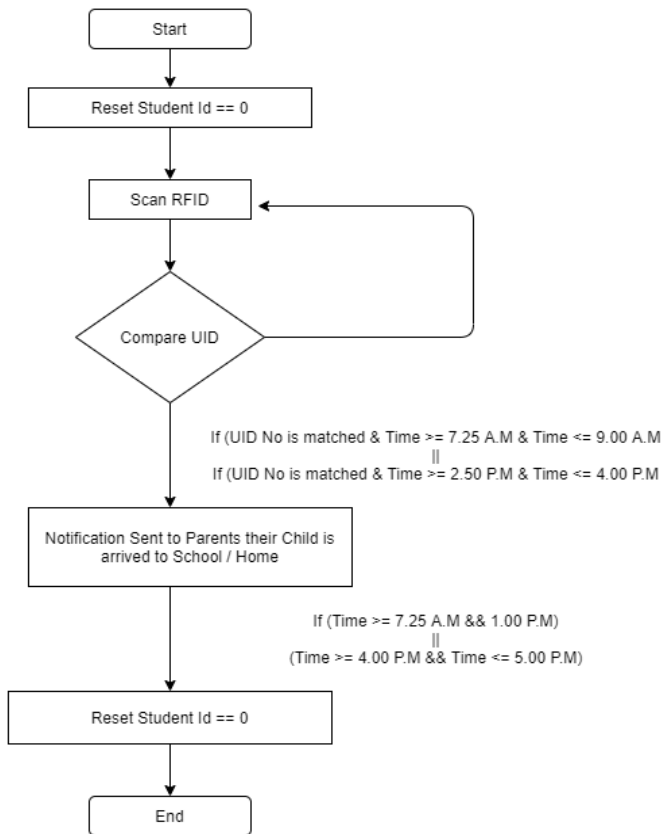 Start
Reset Student Id == 0
Scan RFID
Compare UID
If (UID No is matched & Time >= 7.25 A.M & Time <= 9.00 A.M
||
If (UID No is matched & Time >= 2.50 P.M & Time <= 4.00 P.M
Notification Sent to Parents their Child is
arrived to School / Home
If (Time >= 7.25 A.M && 1.00 P.M)
||
(Time >= 4.00 P.M && Time <= 5.00 P.M)
Reset Student Id == 0
End